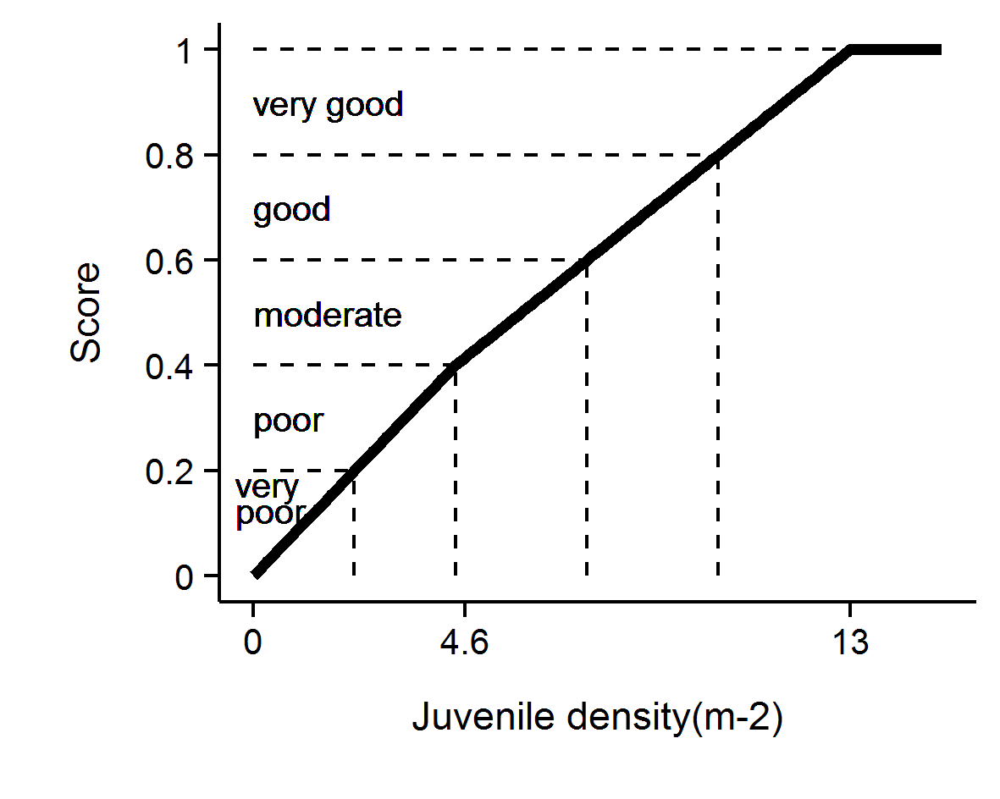 1
very good
0.8
good
0.6
moderate
0.4
poor
0.2
very
poor
0
Score
0 4.6 13
Juvenile density(m-2)